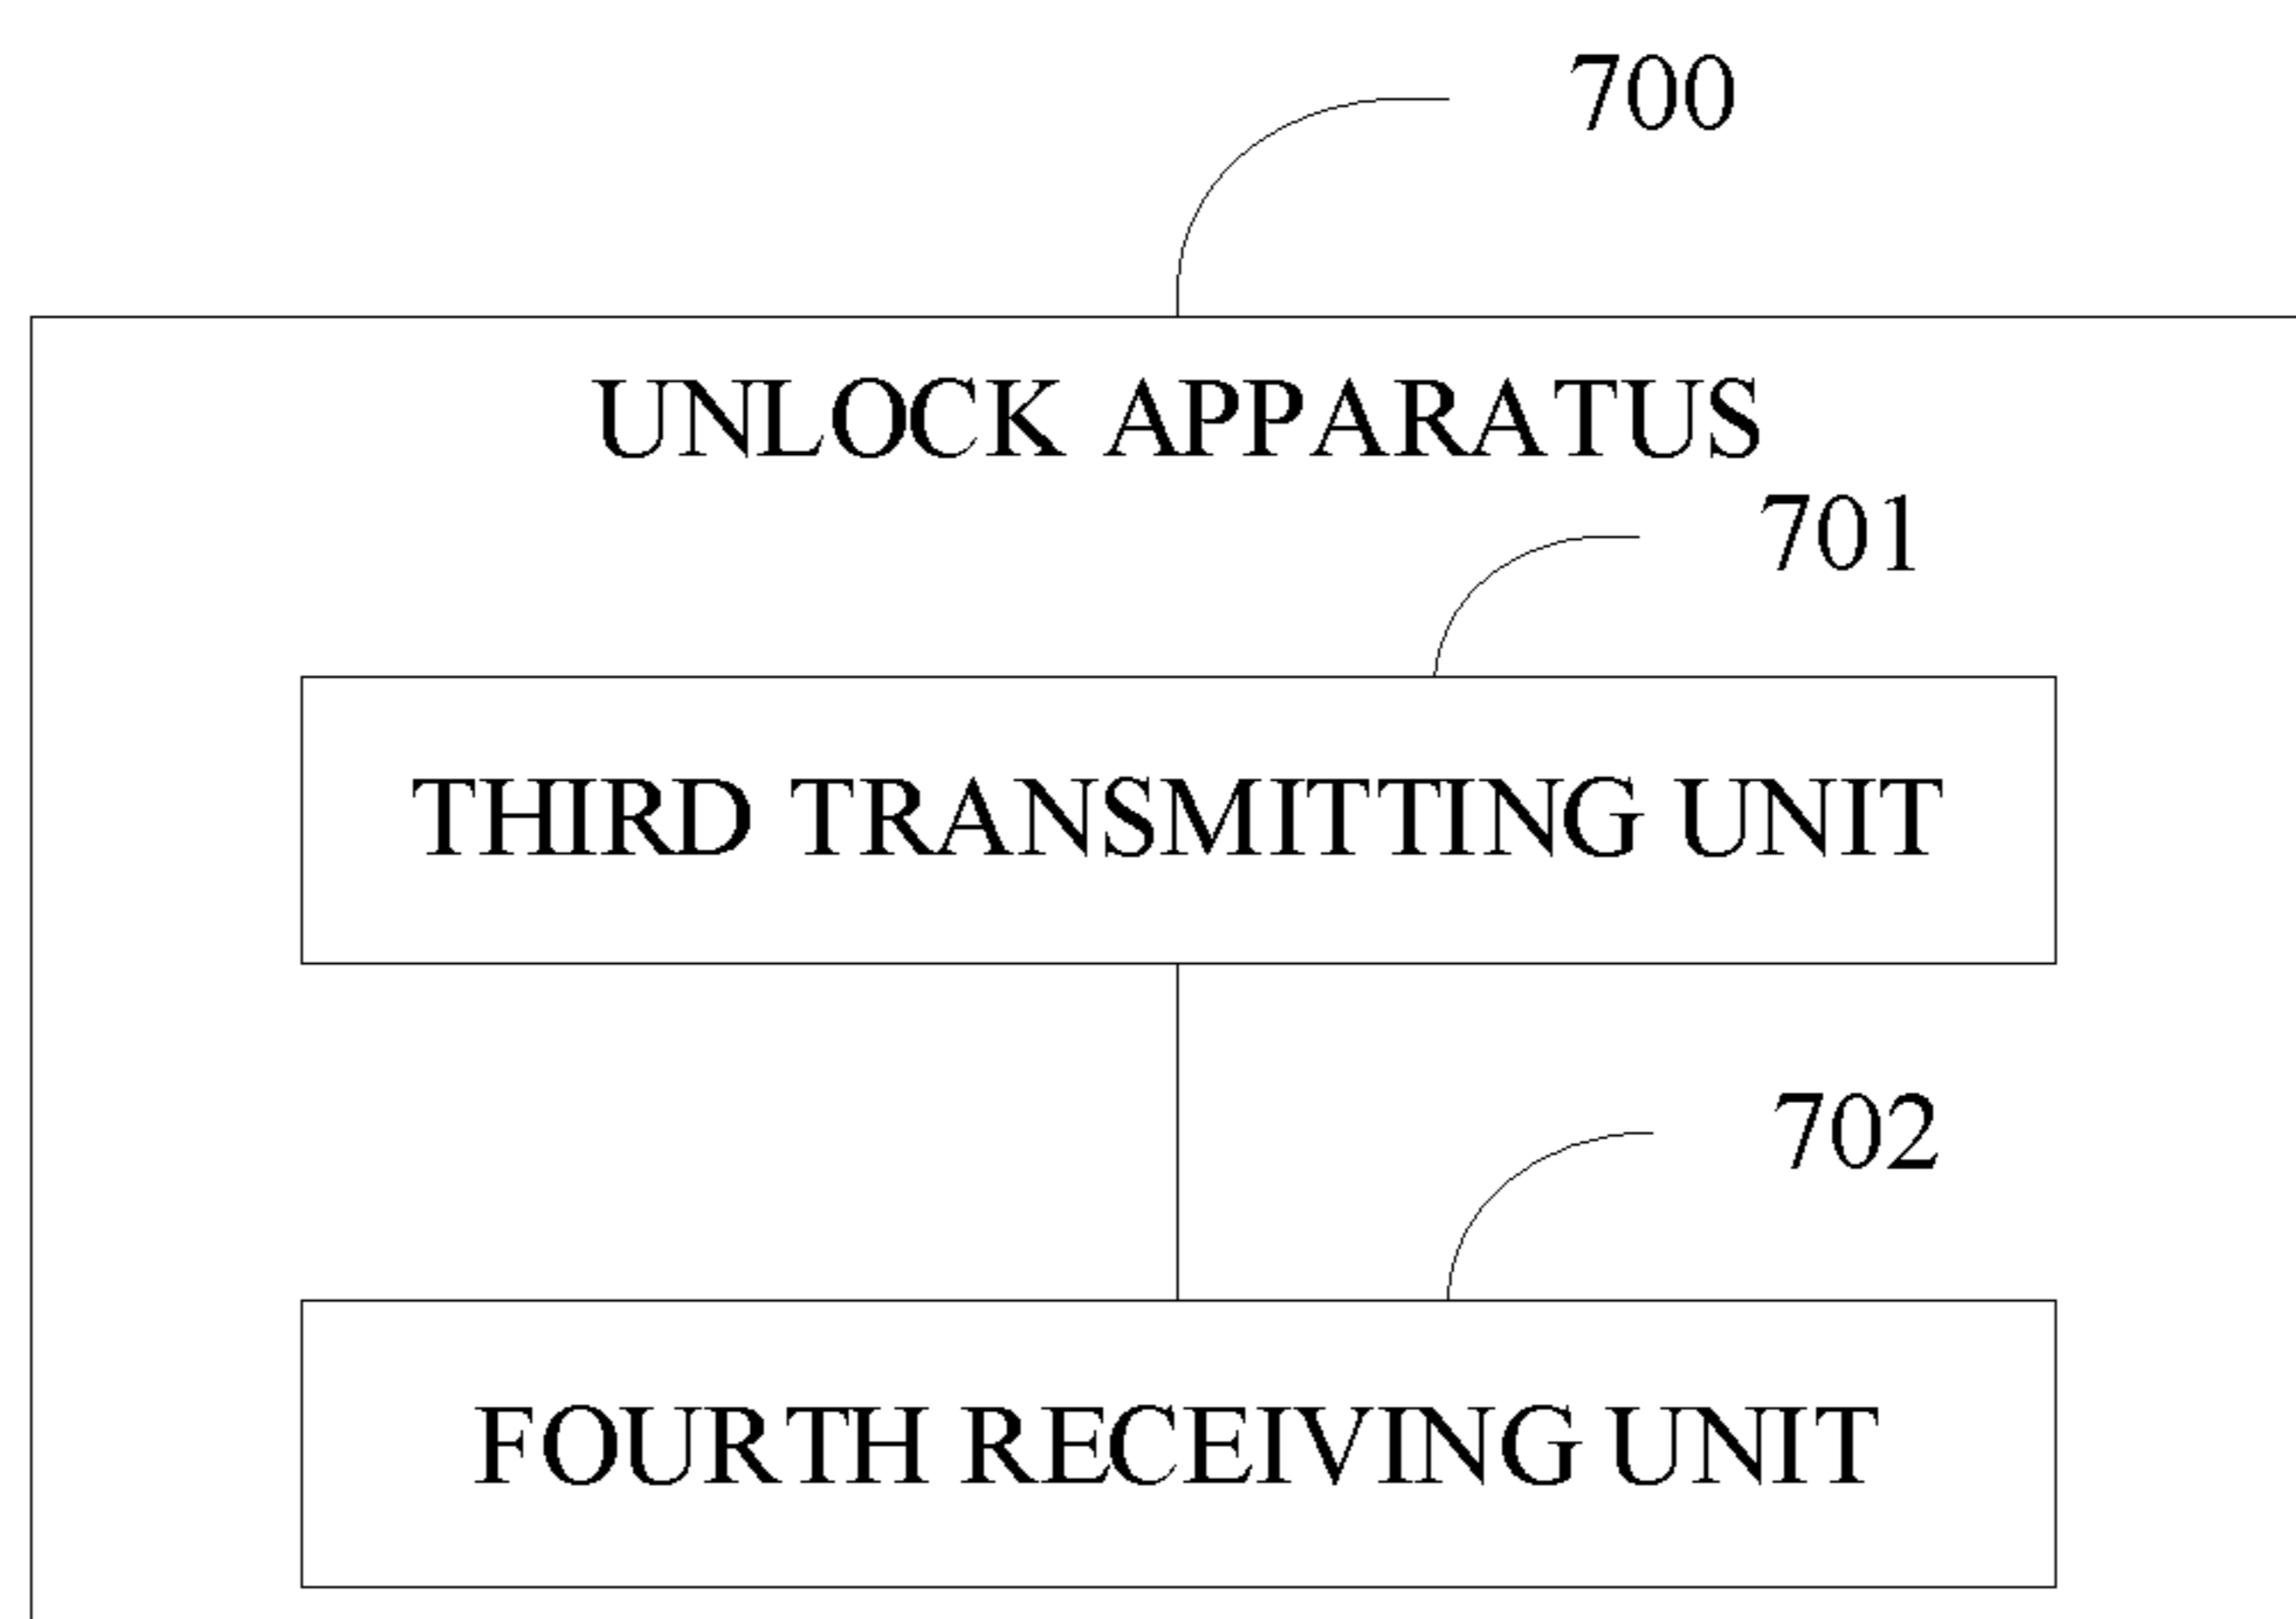 700
UNLOCK APPARATUS
701
THIRD TRANSMITTING UNIT
702
FOURTH RECEIVING UNIT